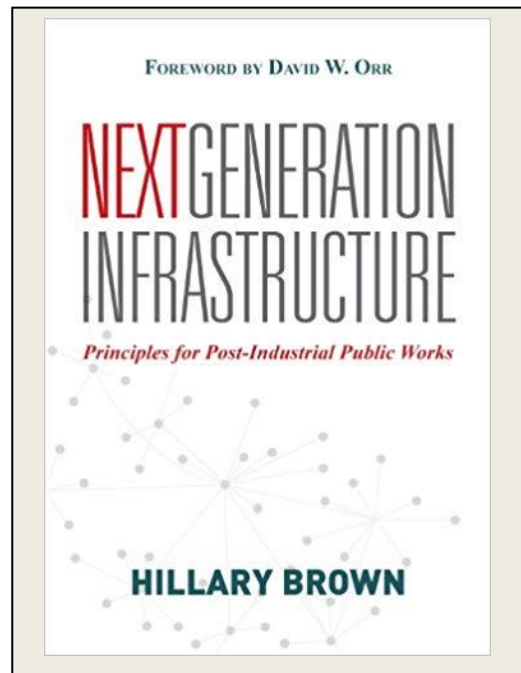 FOREWORD BY DAVID W. ORR
NEXTGENERATION
INFRASTRUCTURE
Principles for Post-Industrial Public Works
HILLARY BROWN